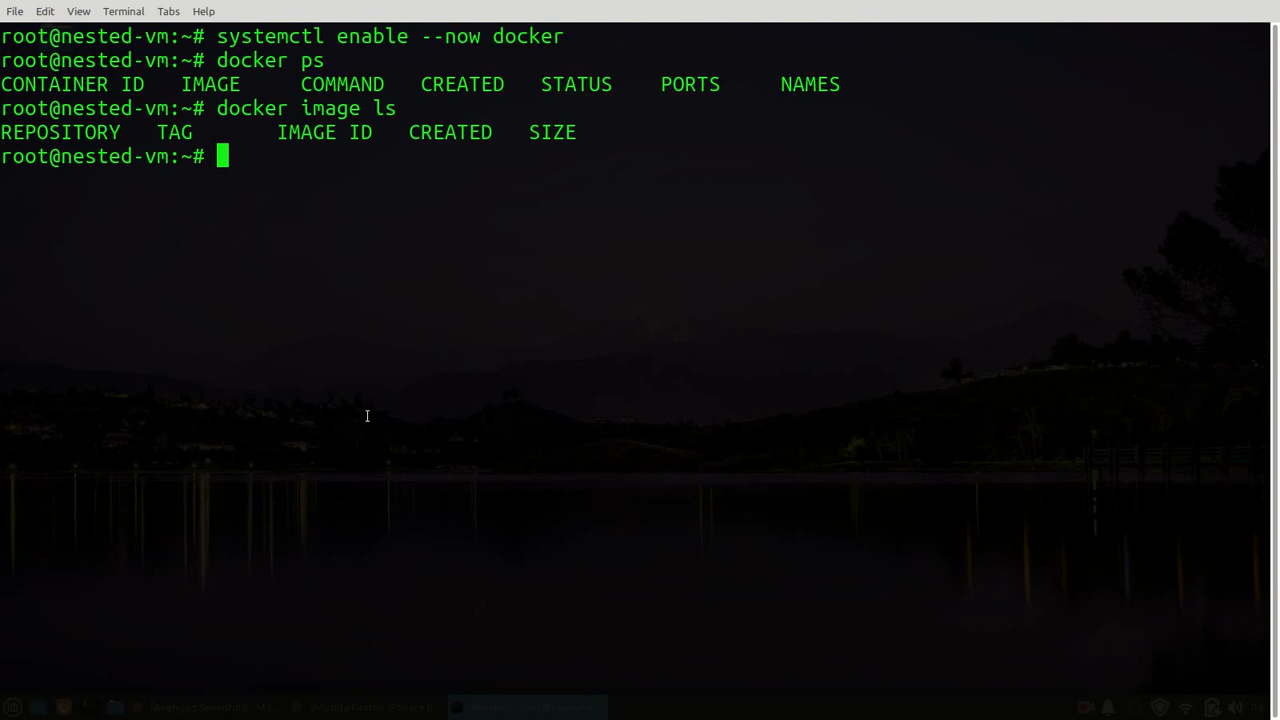 File Edit View Terminal Tabs Help
root@nested-vm:~# systemctl enable --now docker
root@nested-vm:~# docker ps
CONTAINER ID IMAGE COMMAND CREATED STATUS PORTS NAMES
root@nested-vm:~# docker image ls
REPOSITORY TAG IMAGE ID CREATED SIZE
root@nested-vm:~#